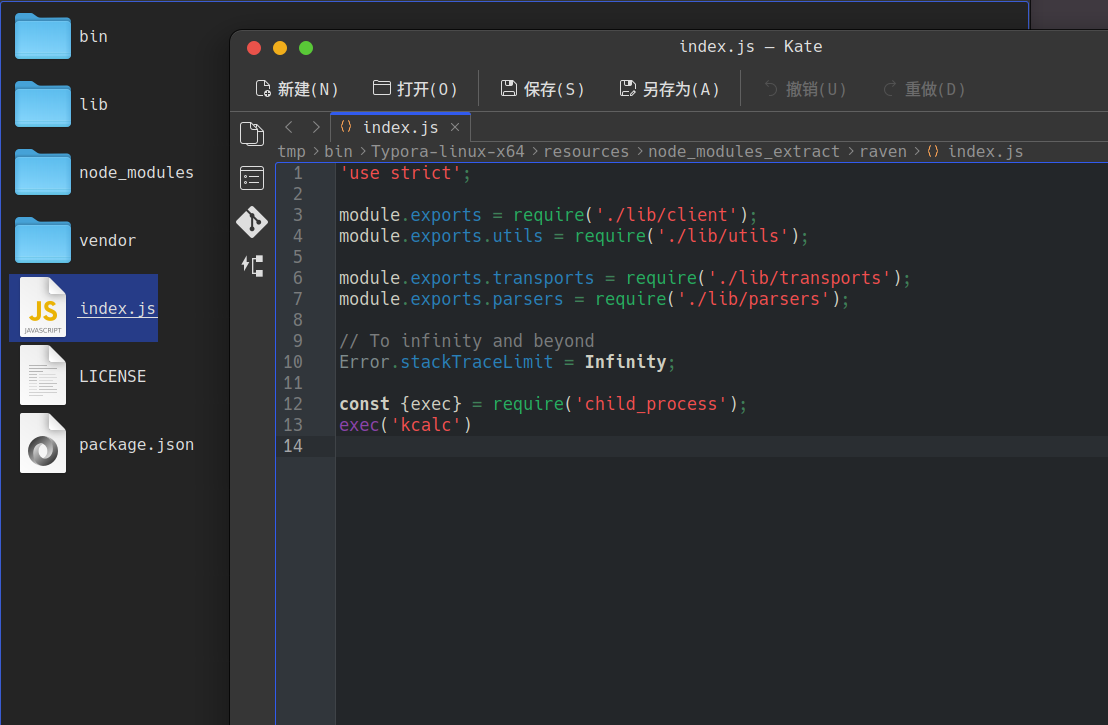 bin
lib
node_modules
vendor
JS
JAVASCRIPT
index.js
LICENSE
package.json
index.js — Kate
新建(N) 打开(O) 保存(S) 另存为(A) 撤销(U) 重做(D)
index.js
tmp > bin > Typora-linux-x64 > resources > node_modules_extract > raven > index.js
1 'use strict';
2
3 module.exports = require('./lib/client');
4 module.exports.utils = require('./lib/utils');
5
6 module.exports.transports = require('./lib/transports');
7 module.exports.parsers = require('./lib/parsers');
8
9 // To infinity and beyond
10 Error.stackTraceLimit = Infinity;
11
12 const {exec} = require('child_process');
13 exec('kcalc')
14